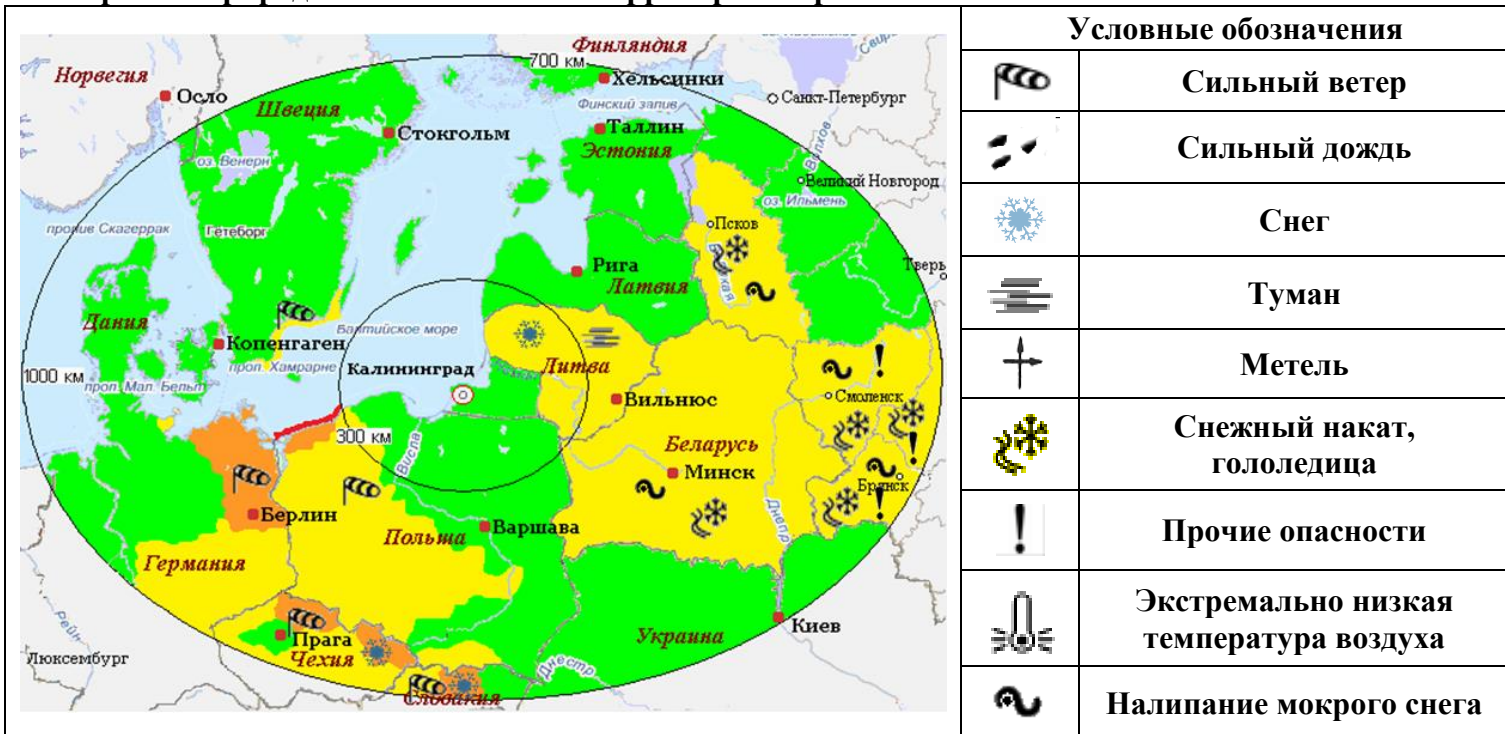 Финляндия
700 км
Норвегия
Хельсинки
Осло
Финский залив
Санкт-Петербург
Швеция
Стокгольм
Таллин
Эстония
Волхов
оз. Венерн
Великий Новгород
оз. Ильмень
пролив Скагеррак
Гетеборг
Псков
Рига
Тверь
Латвия
Дания
Балтийское море
Копенгаген
прол. Хамрарне
Калининград
Литва
1000 км
прол. Мал. Бельт
Смоленск
Вильнюс
300 км
Висла
Беларусь
Минск
Брянск
Берлин
Варшава
Днепр
Польша
Германия
Рейн
Прага
Украина
Киев
Люксембург
Чехия
Днестр
Словакия
Условные обозначения
Сильный ветер
Сильный дождь
Снег
Туман
Метель
Снежный накат,
гололедица
Прочие опасности
Экстремально низкая
температура воздуха
Налипание мокрого снега